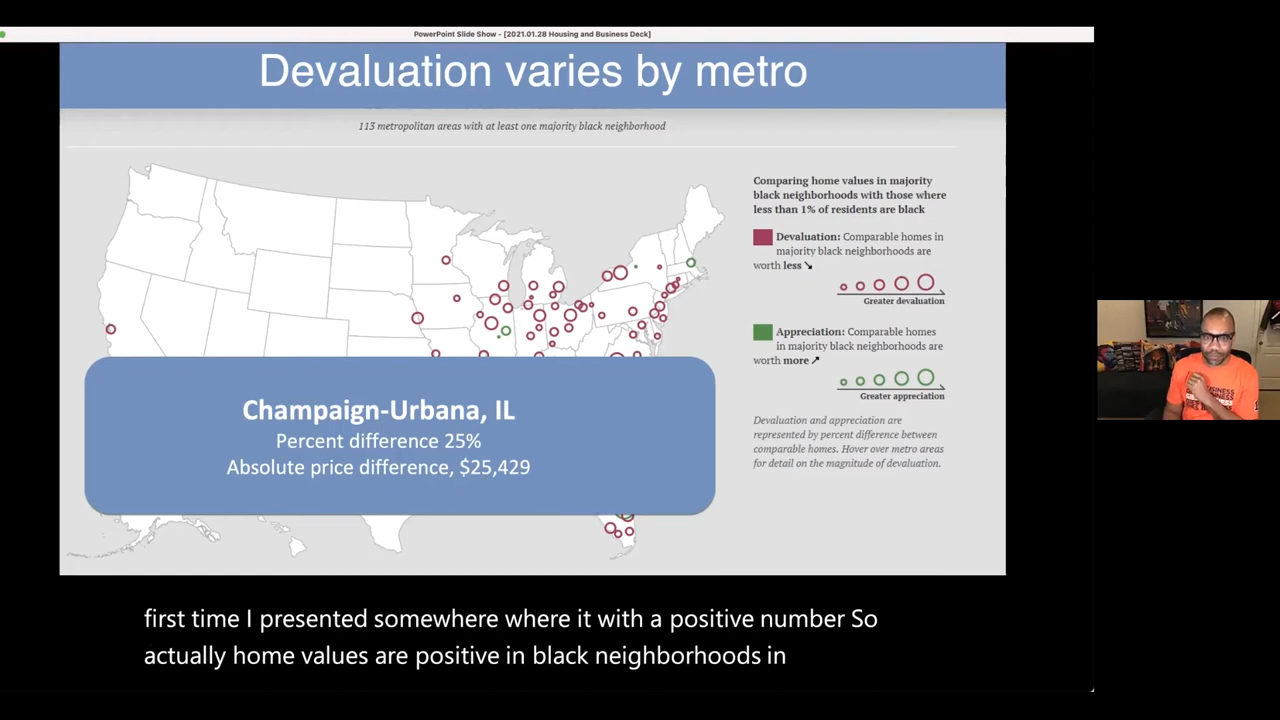 PowerPoint Slide Show - [2021.01.28 Housing and Business Deck]
Devaluation varies by metro
113 metropolitan areas with at least one majority black neighborhood
Comparing home values in majority
black neighborhoods with those where
less than 1% of residents are black
Devaluation: Comparable homes in
majority black neighborhoods are
worth less ↘
Greater devaluation
Appreciation: Comparable homes
in majority black neighborhoods are
worth more ↗
Greater appreciation
Devaluation and appreciation are
represented by percent difference between
comparable homes. Hover over metro areas
for detail on the magnitude of devaluation.
Champaign-Urbana, IL
Percent difference 25%
Absolute price difference, $25,429
first time I presented somewhere where it with a positive number So
actually home values are positive in black neighborhoods in